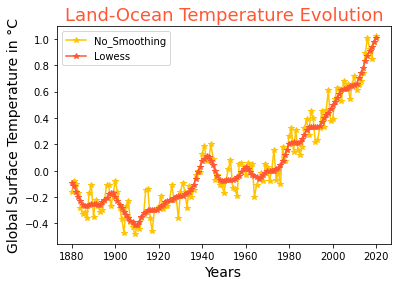 Land-Ocean Temperature Evolution
No_Smoothing
Lowess
Global Surface Temperature in °C
1.0
0.8
0.6
0.4
0.2
0.0
−0.2
−0.4
1880 1900 1920 1940 1960 1980 2000 2020
Years